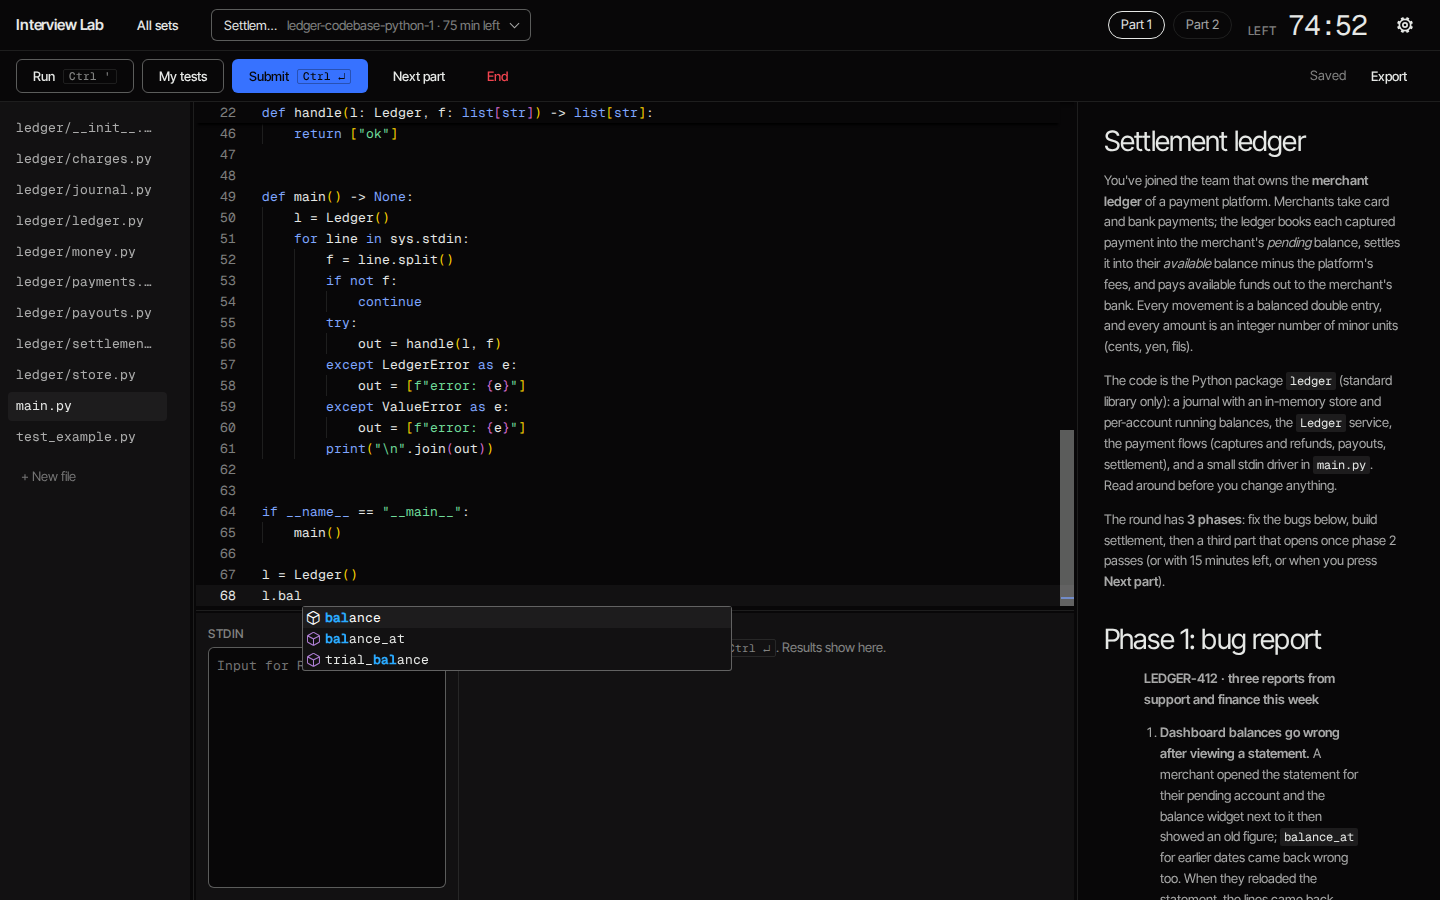 Interview Lab
All sets
Settlem... ledger-codebase-python-1 · 75 min left
Part 1
Part 2
LEFT 74:52
Run Ctrl '
My tests
Submit Ctrl ↵
Next part
End
Saved
Export
ledger/__init__.…
ledger/charges.py
ledger/journal.py
ledger/ledger.py
ledger/money.py
ledger/payments.…
ledger/payouts.py
ledger/settlemen…
ledger/store.py
main.py
test_example.py
+ New file
22 def handle(l: Ledger, f: list[str]) -> list[str]:
46 return ["ok"]
47
48
49 def main() -> None:
50 l = Ledger()
51 for line in sys.stdin:
52 f = line.split()
53 if not f:
54 continue
55 try:
56 out = handle(l, f)
57 except LedgerError as e:
58 out = [f"error: {e}"]
59 except ValueError as e:
60 out = [f"error: {e}"]
61 print("\n".join(out))
62
63
64 if __name__ == "__main__":
65 main()
66
67 l = Ledger()
68 l.bal
balance
balance_at
trial_balance
STDIN
Input for
Ctrl ↵. Results show here.
Settlement ledger
You've joined the team that owns the merchant
ledger of a payment platform. Merchants take card
and bank payments; the ledger books each captured
payment into the merchant's pending balance, settles
it into their available balance minus the platform's
fees, and pays available funds out to the merchant's
bank. Every movement is a balanced double entry,
and every amount is an integer number of minor units
(cents, yen, fils).
The code is the Python package ledger (standard
library only): a journal with an in-memory store and
per-account running balances, the Ledger service,
the payment flows (captures and refunds, payouts,
settlement), and a small stdin driver in main.py.
Read around before you change anything.
The round has 3 phases: fix the bugs below, build
settlement, then a third part that opens once phase 2
passes (or with 15 minutes left, or when you press
Next part).
Phase 1: bug report
LEDGER-412 · three reports from
support and finance this week
1. Dashboard balances go wrong
after viewing a statement. A
merchant opened the statement for
their pending account and the
balance widget next to it then
showed an old figure; balance_at
for earlier dates came back wrong
too. When they reloaded the
statement, the lines came back